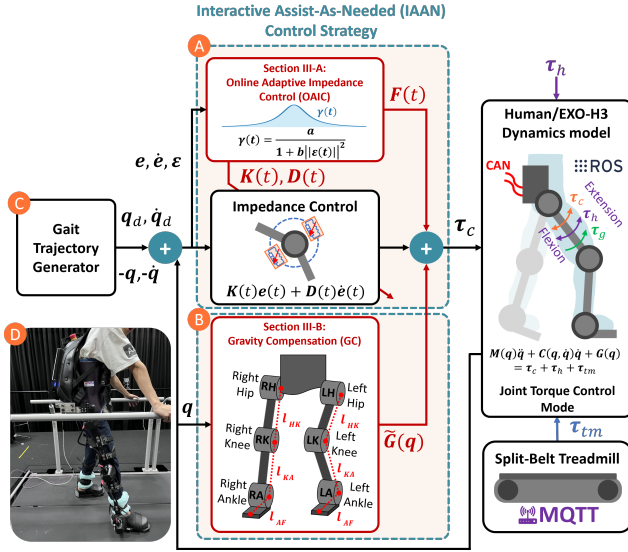 Interactive Assist-As-Needed (IAAN)
Control Strategy
A
Section III-A:
Online Adaptive Impedance
Control (OAIC)
γ(t)
γ(t) = a / (1 + b||ε(t)||²)
F(t)
e, ė, ε
K(t), D(t)
C
Gait
Trajectory
Generator
q_d, q̇_d
-q, -q̇
+
Impedance Control
K(t)e(t) + D(t)ė(t)
+
τ_c
τ_h
Human/EXO-H3
Dynamics model
CAN
ROS
Extension
τ_c
τ_h
τ_g
Flexion
M(q)q̈ + C(q, q̇)q̇ + G(q)
= τ_c + τ_h + τ_tm
Joint Torque Control
Mode
τ_tm
Split-Belt Treadmill
MQTT
D
q
B
Section III-B:
Gravity Compensation (GC)
Right
Hip
RH
LH
Left
Hip
l_HK
l_HK
Right
Knee
RK
LK
Left
Knee
l_KA
l_KA
Right
Ankle
RA
LA
Left
Ankle
l_AF
l_AF
G̃(q)